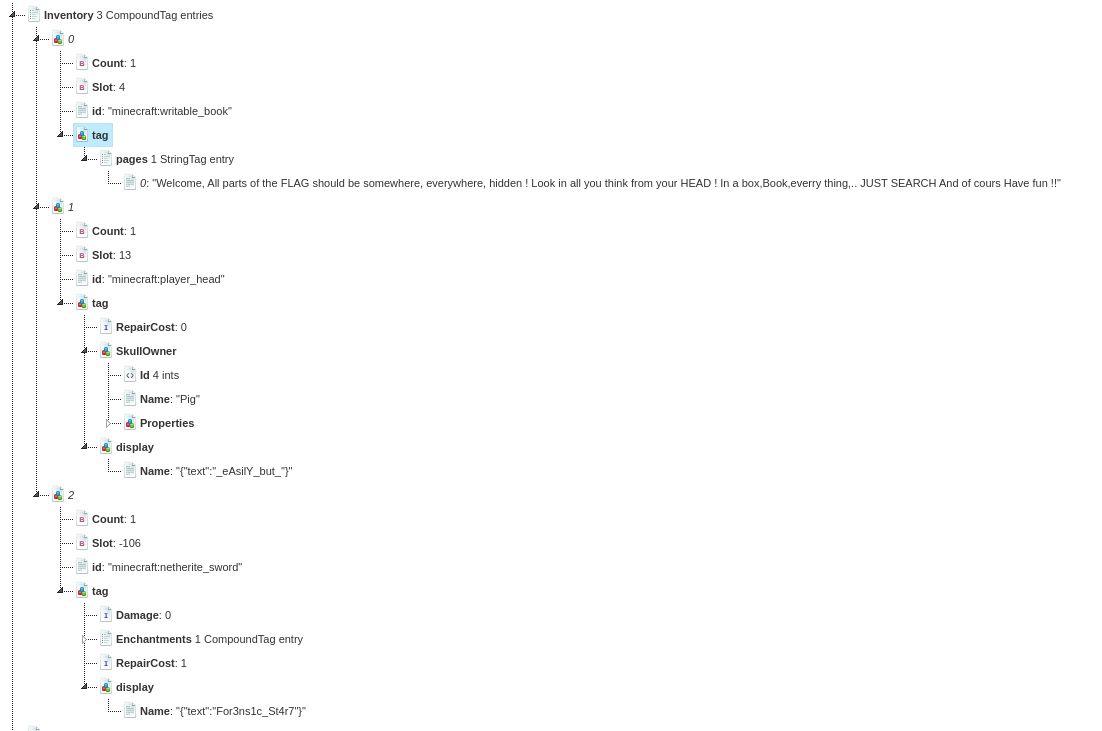 Inventory 3 CompoundTag entries
0
Count: 1
Slot: 4
id: "minecraft:writable_book"
tag
pages 1 StringTag entry
0: "Welcome, All parts of the FLAG should be somewhere, everywhere, hidden ! Look in all you think from your HEAD ! In a box,Book,everry thing,.. JUST SEARCH And of cours Have fun !!"
1
Count: 1
Slot: 13
id: "minecraft:player_head"
tag
RepairCost: 0
SkullOwner
Id 4 ints
Name: "Pig"
Properties
display
Name: "{"text":"_eAsilY_but_"}"
2
Count: 1
Slot: -106
id: "minecraft:netherite_sword"
tag
Damage: 0
Enchantments 1 CompoundTag entry
RepairCost: 1
display
Name: "{"text":"For3ns1c_St4r7"}"